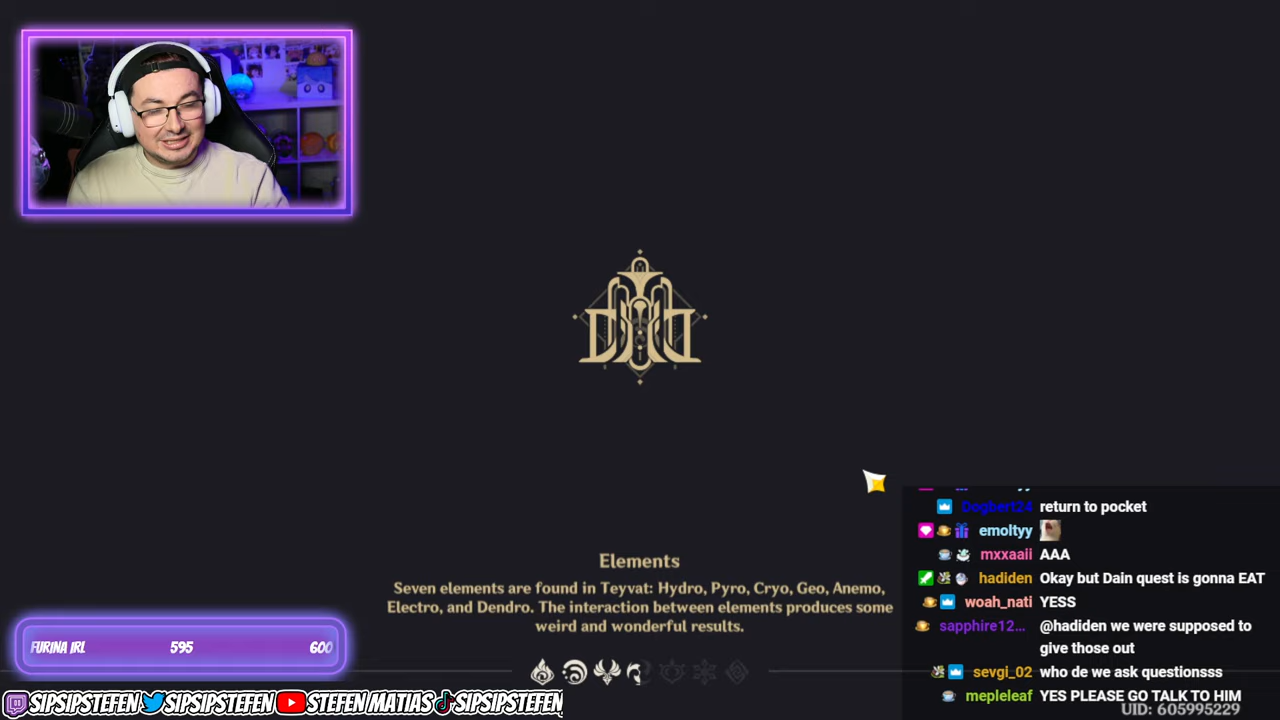 Elements
Seven elements are found in Teyvat: Hydro, Pyro, Cryo, Geo, Anemo,
Electro, and Dendro. The interaction between elements produces some
weird and wonderful results.
Dogbert24 return to pocket
emoltyy
mxxaaii AAA
hadiden Okay but Dain quest is gonna EAT
woah_nati YESS
sapphire12... @hadiden we were supposed to
give those out
sevgi_02 who do we ask questionsss
mepleleaf YES PLEASE GO TALK TO HIM
UID: 605995229
FURINA IRL 595 600
SIPSIPSTEFEN SIPSIPSTEFEN STEFEN MATIAS SIPSIPSTEFEN